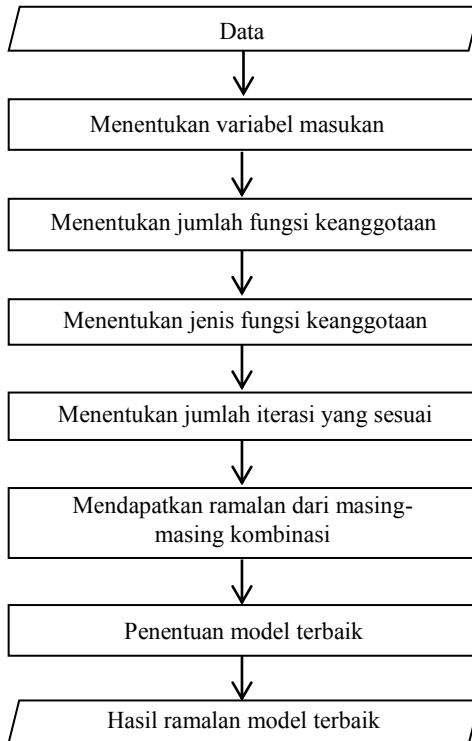 Data
Menentukan variabel masukan
Menentukan jumlah fungsi keanggotaan
Menentukan jenis fungsi keanggotaan
Menentukan jumlah iterasi yang sesuai
Mendapatkan ramalan dari masing-
masing kombinasi
Penentuan model terbaik
Hasil ramalan model terbaik